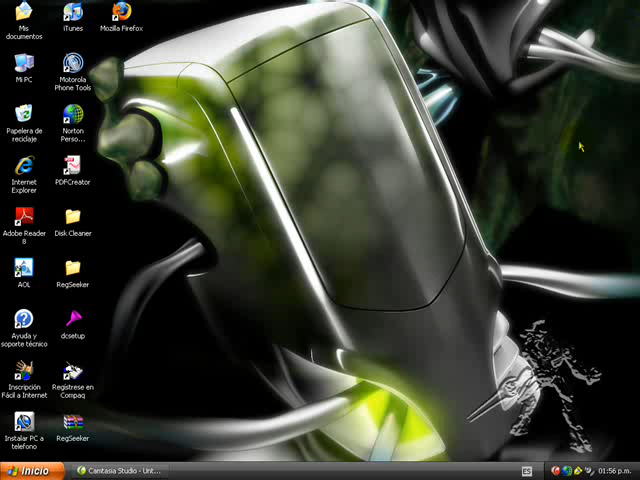 Mis
documentos
iTunes
Mozilla Firefox
Mi PC
Motorola
Phone Tools
Papelera de
reciclaje
Norton
Perso...
Internet
Explorer
PDFCreator
Adobe Reader
8
Disk Cleaner
AOL
RegSeeker
Ayuda y
soporte técnico
dcsetup
Inscripción
Fácil a Internet
Regístrese en
Compaq
Instalar PC a
telefono
RegSeeker
Inicio
Camtasia Studio - Unt...
ES
01:56 p.m.